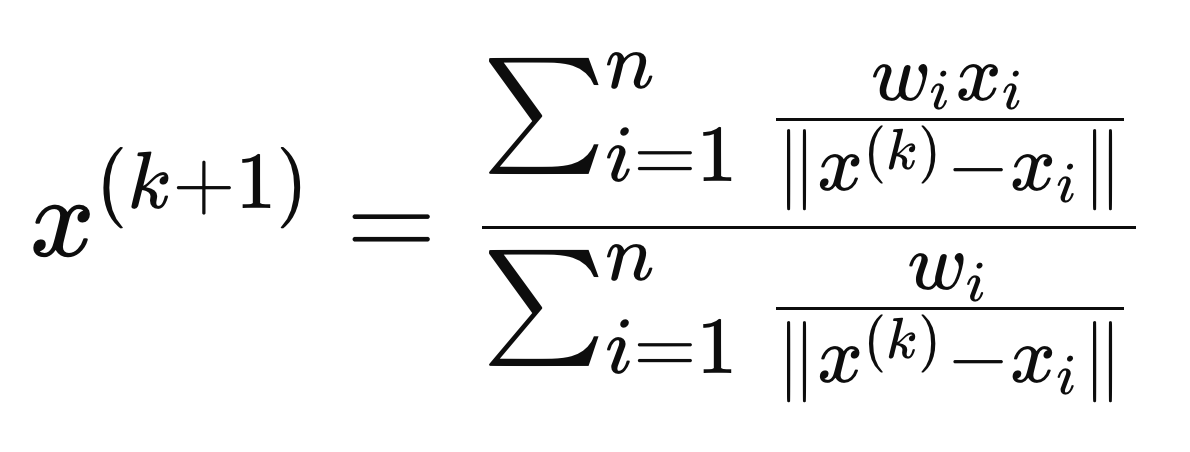 x^{(k+1)} = \frac{\sum_{i=1}^{n} \frac{w_i x_i}{\|x^{(k)} - x_i\|}}{\sum_{i=1}^{n} \frac{w_i}{\|x^{(k)} - x_i\|}}